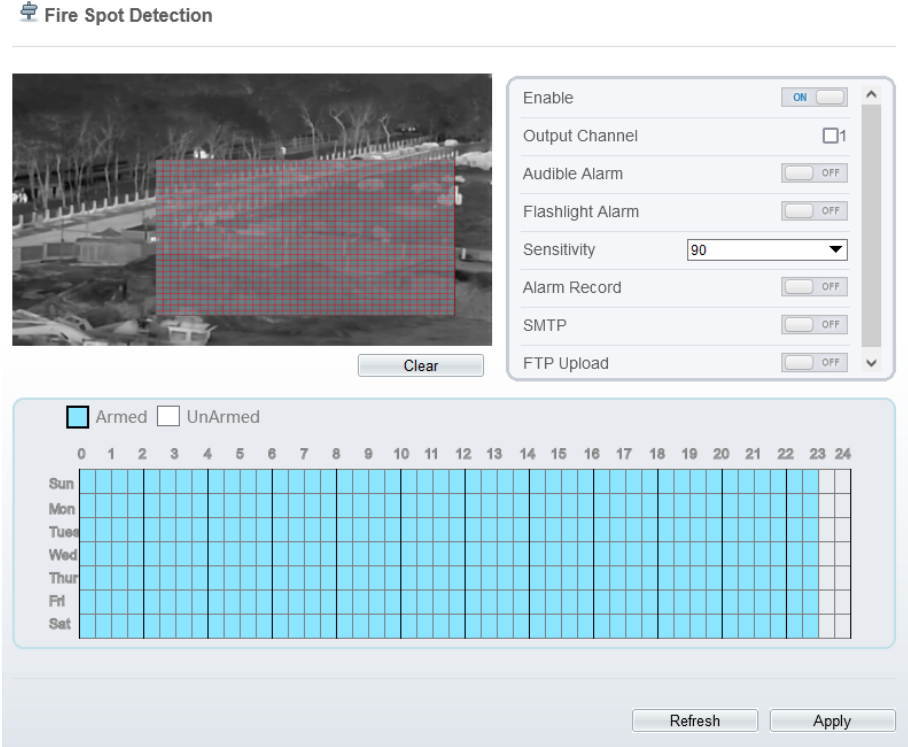 Fire Spot Detection
Enable ON
Output Channel 1
Audible Alarm OFF
Flashlight Alarm OFF
Sensitivity 90
Alarm Record OFF
SMTP OFF
FTP Upload OFF
Clear
Armed UnArmed
0 1 2 3 4 5 6 7 8 9 10 11 12 13 14 15 16 17 18 19 20 21 22 23 24
Sun
Mon
Tues
Wed
Thur
Fri
Sat
Refresh Apply